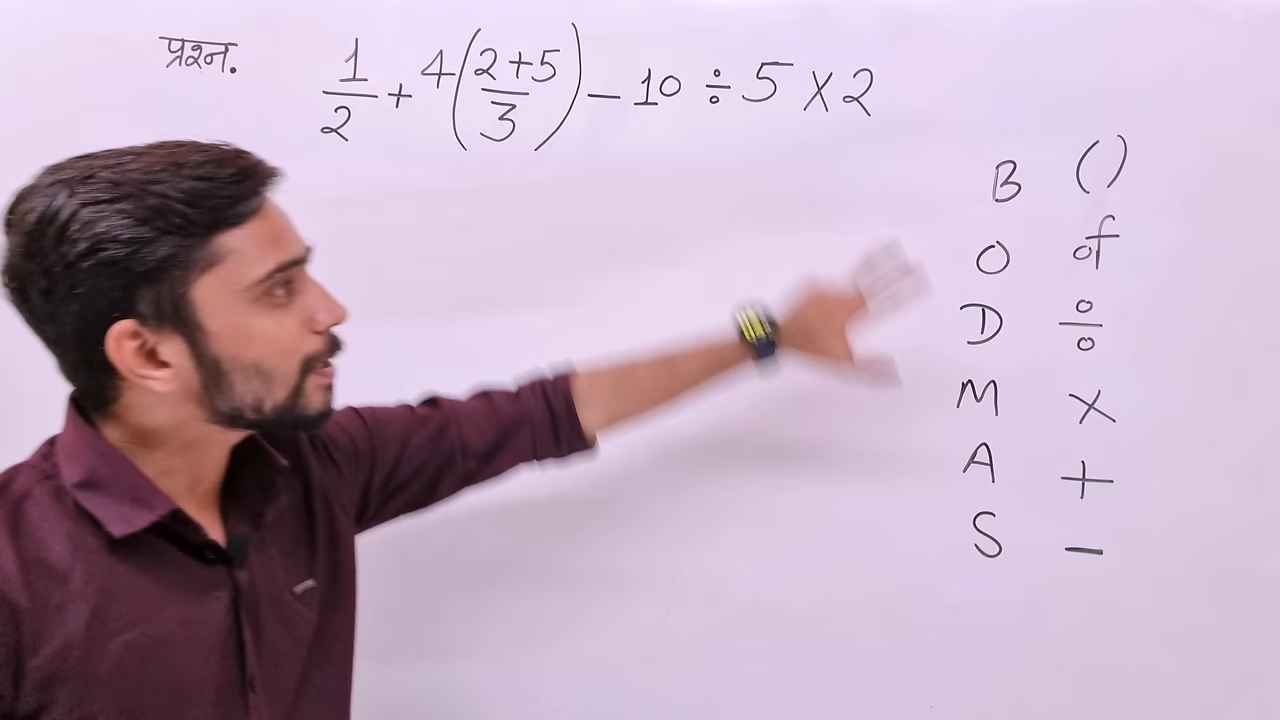 प्रश्न. 1/2 + 4((2+5)/3) - 10 ÷ 5 × 2
B ()
O of
D ÷
M ×
A +
S -